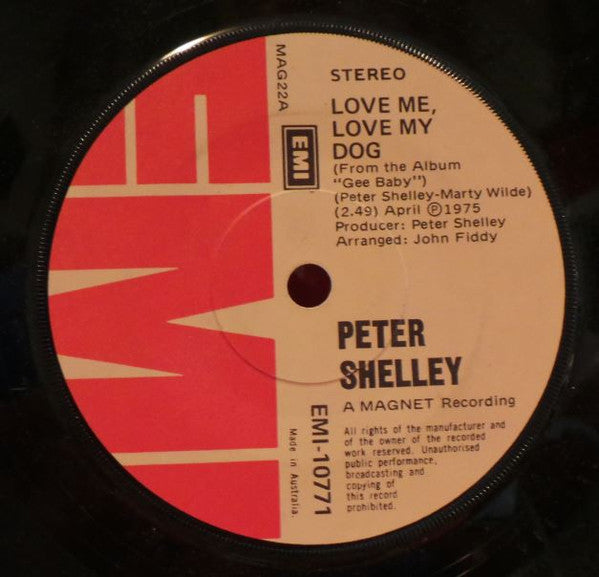 EMI
MAG22A
EMI
STEREO
LOVE ME,
LOVE MY
DOG
(From the Album
"Gee Baby")
(Peter Shelley-Marty Wilde)
(2.49) April Ⓟ1975
Producer: Peter Shelley
Arranged: John Fiddy
PETER
SHELLEY
A MAGNET Recording
All rights of the manufacturer and
of the owner of the recorded
work reserved. Unauthorised
public performance,
broadcasting and
copying of
this record
prohibited.
EMI-10771
Made in Australia.